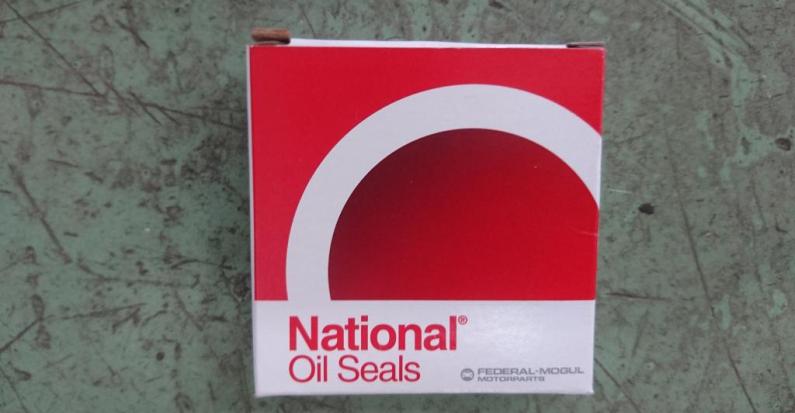 National®
Oil Seals
FEDERAL-MOGUL
MOTORPARTS